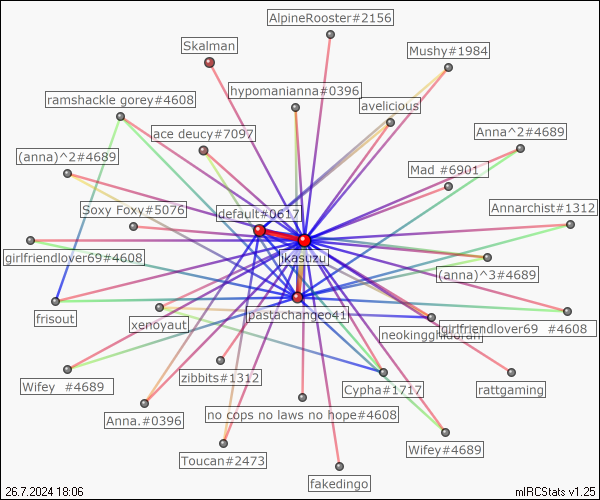 AlpineRooster#2156
Skalman
Mushy#1984
hypomanianna#0396
ramshackle gorey#4608
avelicious
ace deucy#7097
Anna^2#4689
(anna)^2#4689
Mad #6901
Soxy Foxy#5076
default#0617
Annarchist#1312
girlfriendlover69#4608
ikasuzu
(anna)^3#4689
frisout
xenoyaut
pastachangeo41
neokingghidorah
girlfriendlover69 #4608
Wifey #4689
zibbits#1312
Cypha#1717
rattgaming
Anna.#0396
no cops no laws no hope#4608
Toucan#2473
Wifey#4689
fakedingo
26.7.2024 18:06
mIRCStats v1.25